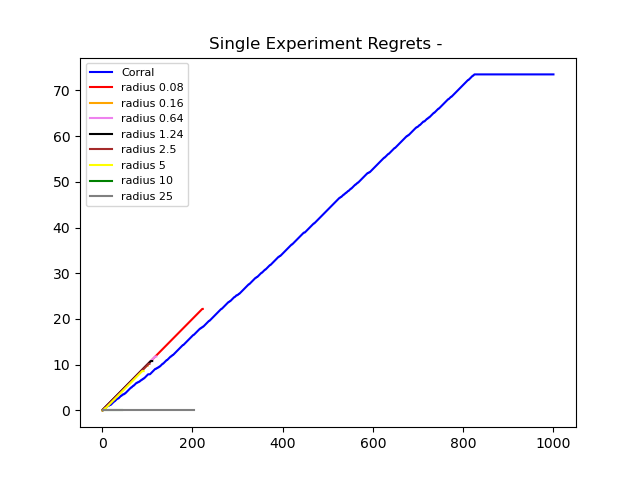 Single Experiment Regrets -
Corral
radius 0.08
radius 0.16
radius 0.64
radius 1.24
radius 2.5
radius 5
radius 10
radius 25
70
60
50
40
30
20
10
0
0 200 400 600 800 1000